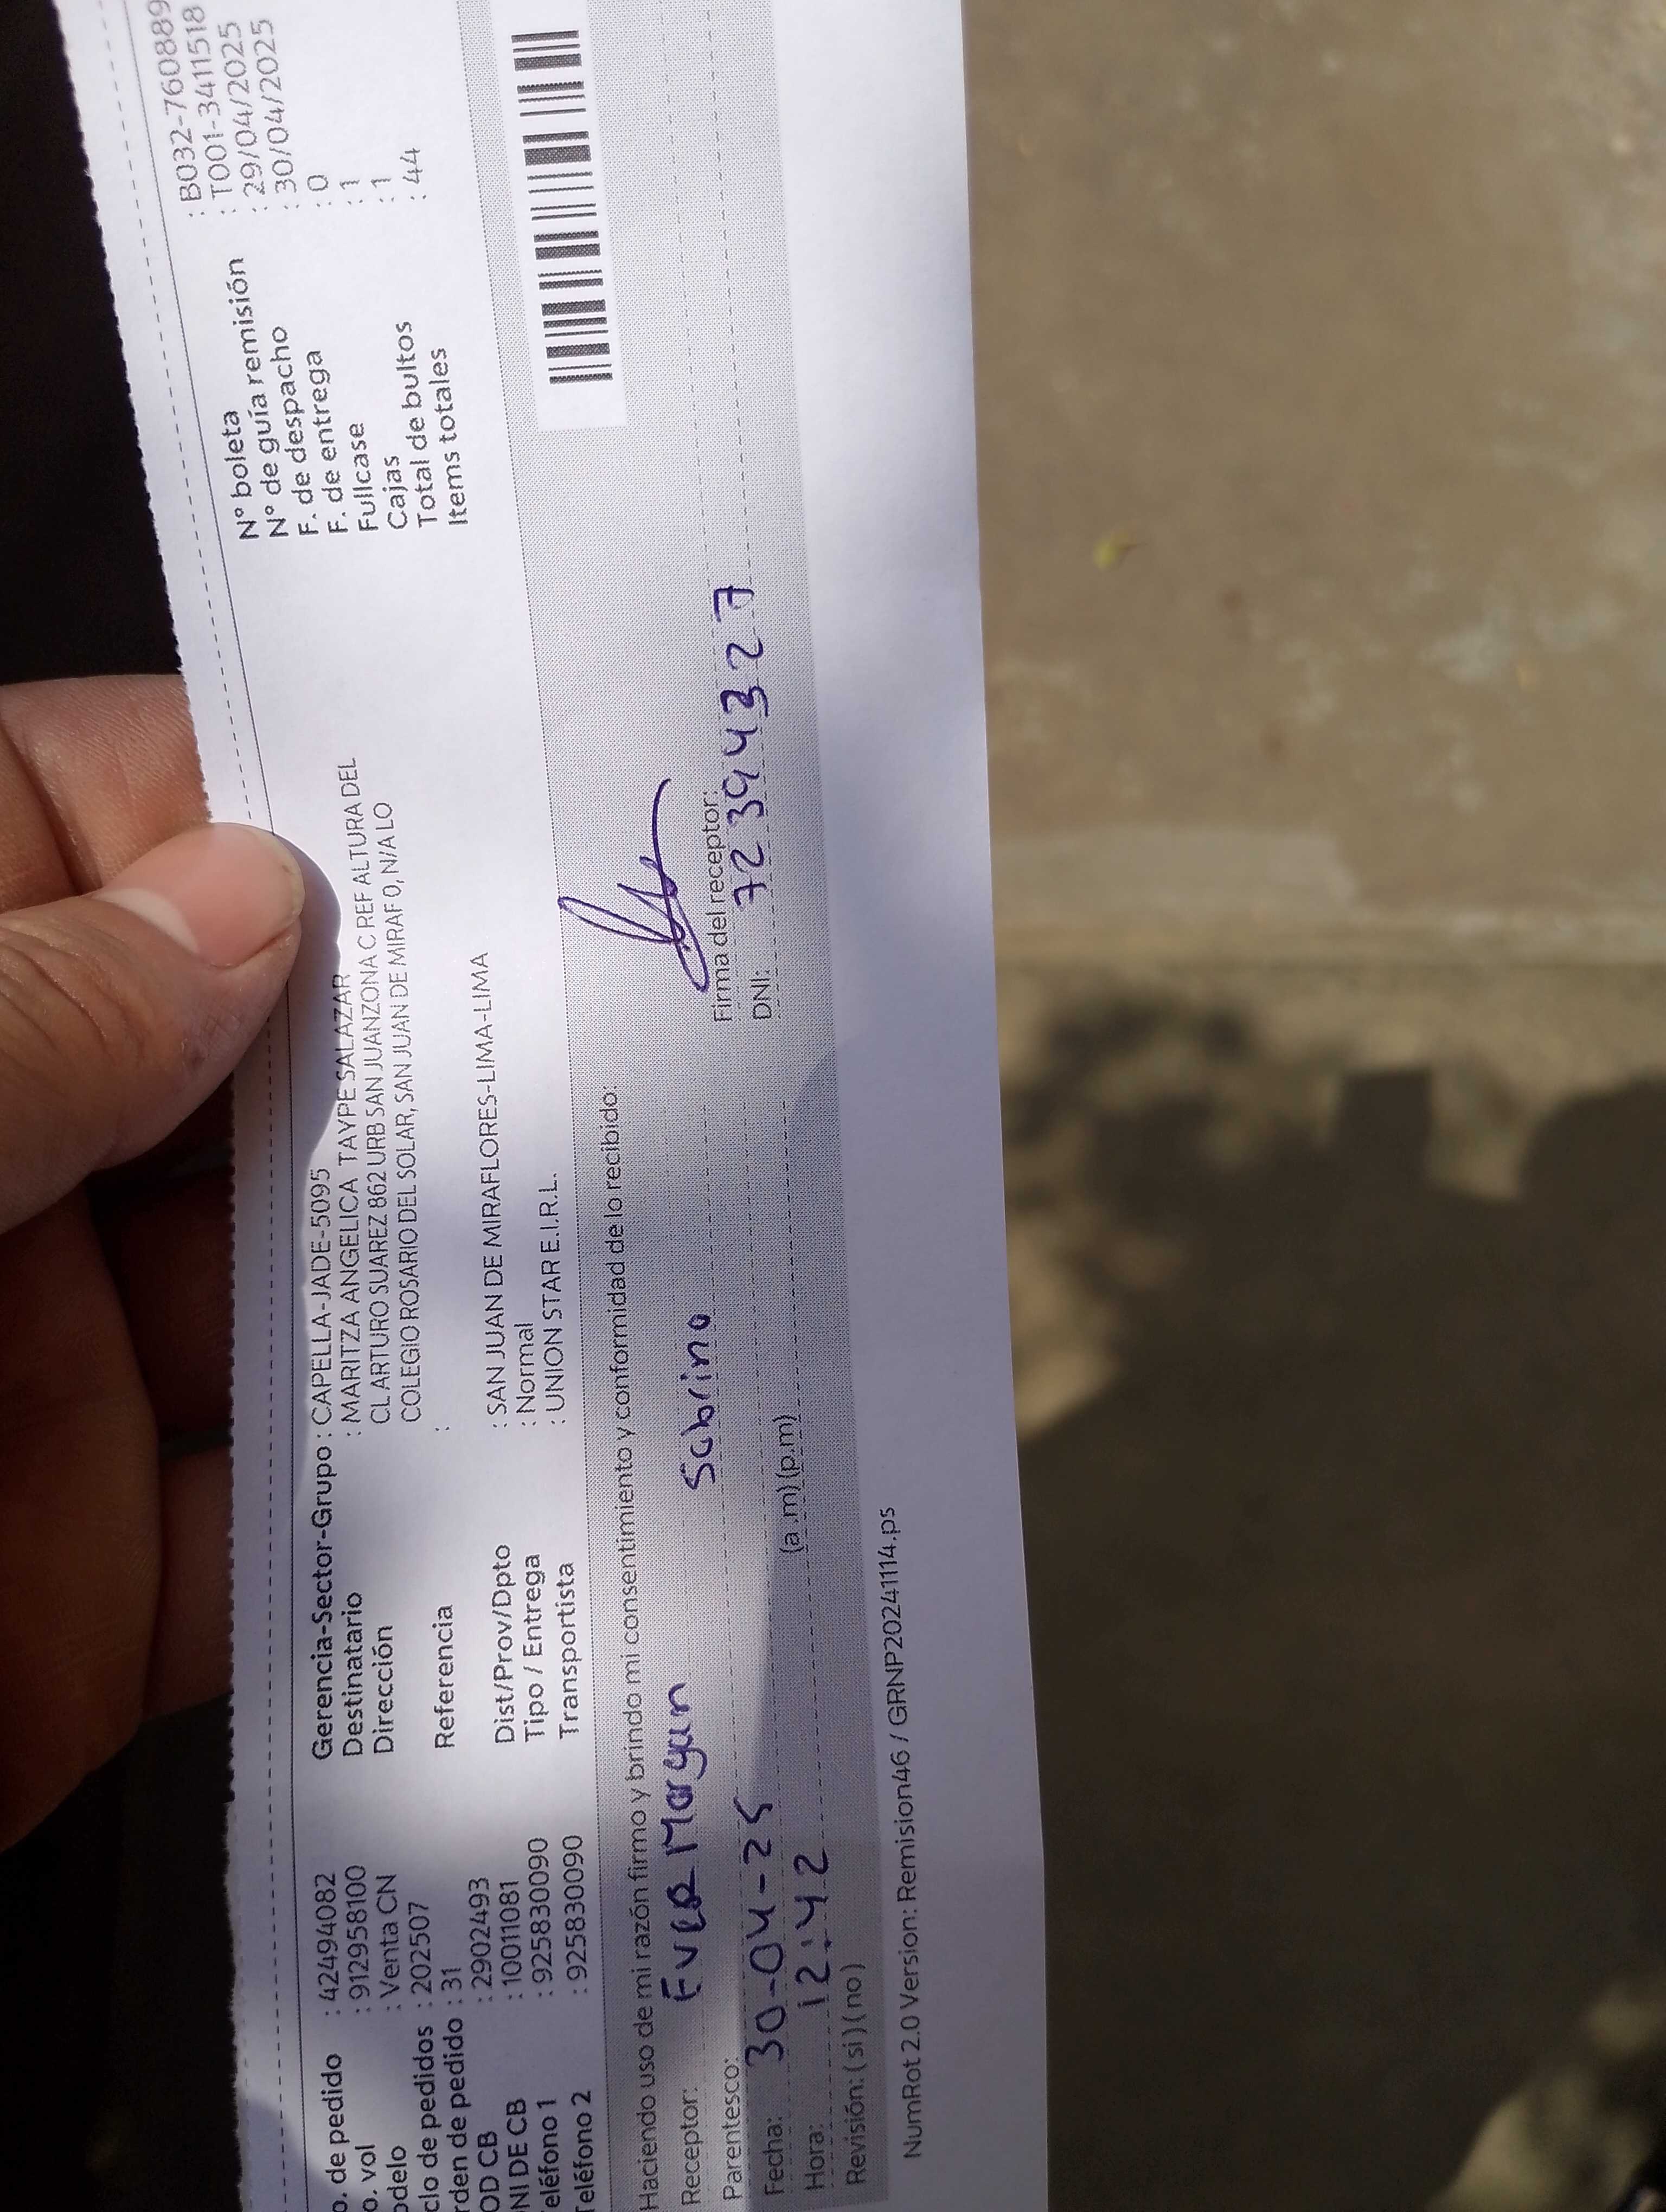 o. de pedido : 42494082
o. vol : 912958100
odelo : Venta CN
clo de pedidos : 202507
rden de pedido : 31
OD CB : 2902493
NI DE CB : 10011081
eléfono 1 : 925830090
Teléfono 2 : 925830090
Gerencia-Sector-Grupo : CAPELLA-JADE-5095
Destinatario : MARITZA ANGELICA TAYPE SALAZAR
Dirección CL ARTURO SUAREZ 862 URB SAN JUANZONA C REF ALTURA DEL
COLEGIO ROSARIO DEL SOLAR, SAN JUAN DE MIRAF 0, N/A LO
Referencia :
Dist/Prov/Dpto : SAN JUAN DE MIRAFLORES-LIMA-LIMA
Tipo / Entrega : Normal
Transportista : UNION STAR E.I.R.L.
N° boleta : B032-760889
N° de guía remisión : T001-3411518
F. de despacho : 29/04/2025
F. de entrega : 30/04/2025
Fullcase : 0
Cajas : 1
Total de bultos : 1
Items totales : 44
Haciendo uso de mi razón firmo y brindo mi consentimiento y conformidad de lo recibido:
Receptor: Morgan Sabrino
Parentesco:
Fecha: 30-04-25
Hora: 12:42 (a.m) (p.m)
Revisión: (si) (no)
Firma del receptor:
DNI: 72394327
NumRot 2.0 Version: Remision46 / GRNP20241114.ps